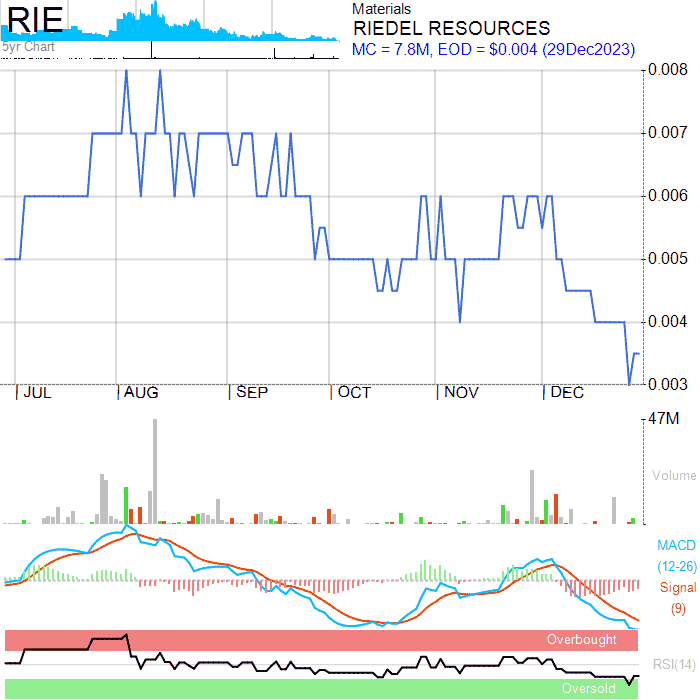 RIE
5yr Chart
Materials
RIEDEL RESOURCES
MC = 7.8M, EOD = $0.004 (29Dec2023)
0.008
0.007
0.006
0.005
0.004
0.003
JUL AUG SEP OCT NOV DEC
47M
Volume
MACD
(12-26)
Signal
(9)
Overbought
RSI(14)
Oversold